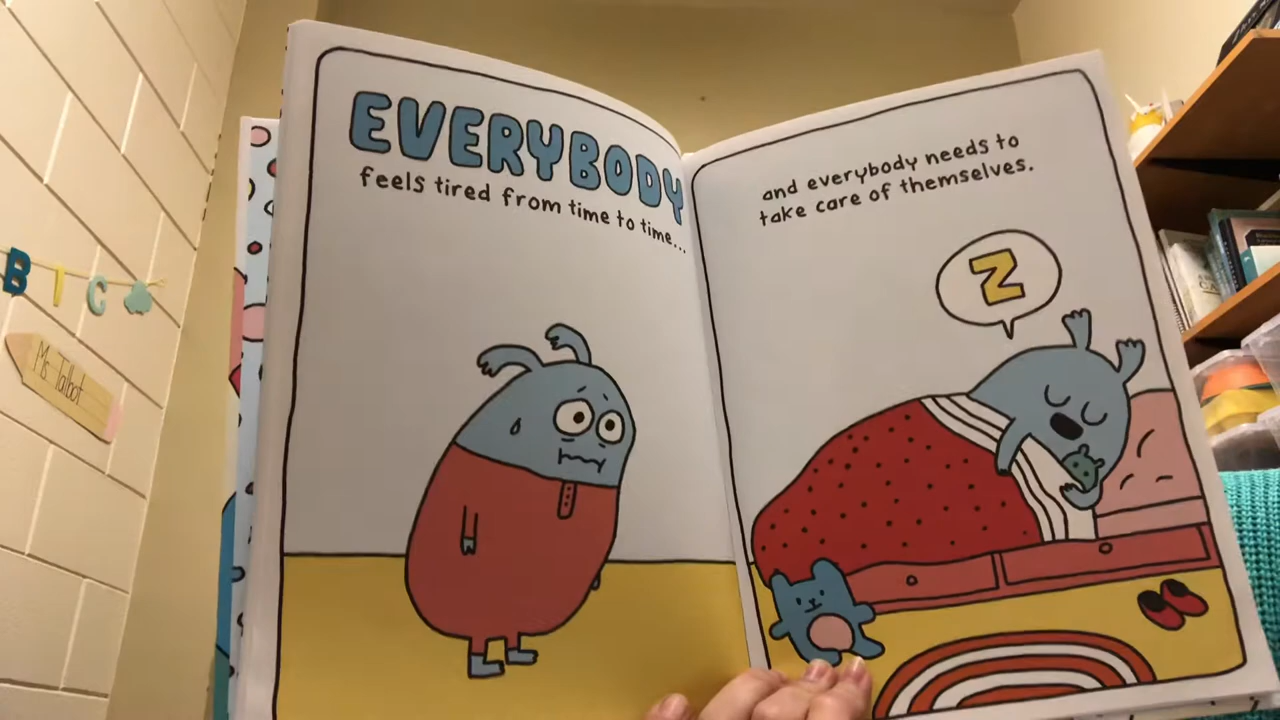 EVERYBODY
feels tired from time to time...
and everybody needs to
take care of themselves.
Z
B I C
Ms. Talbot